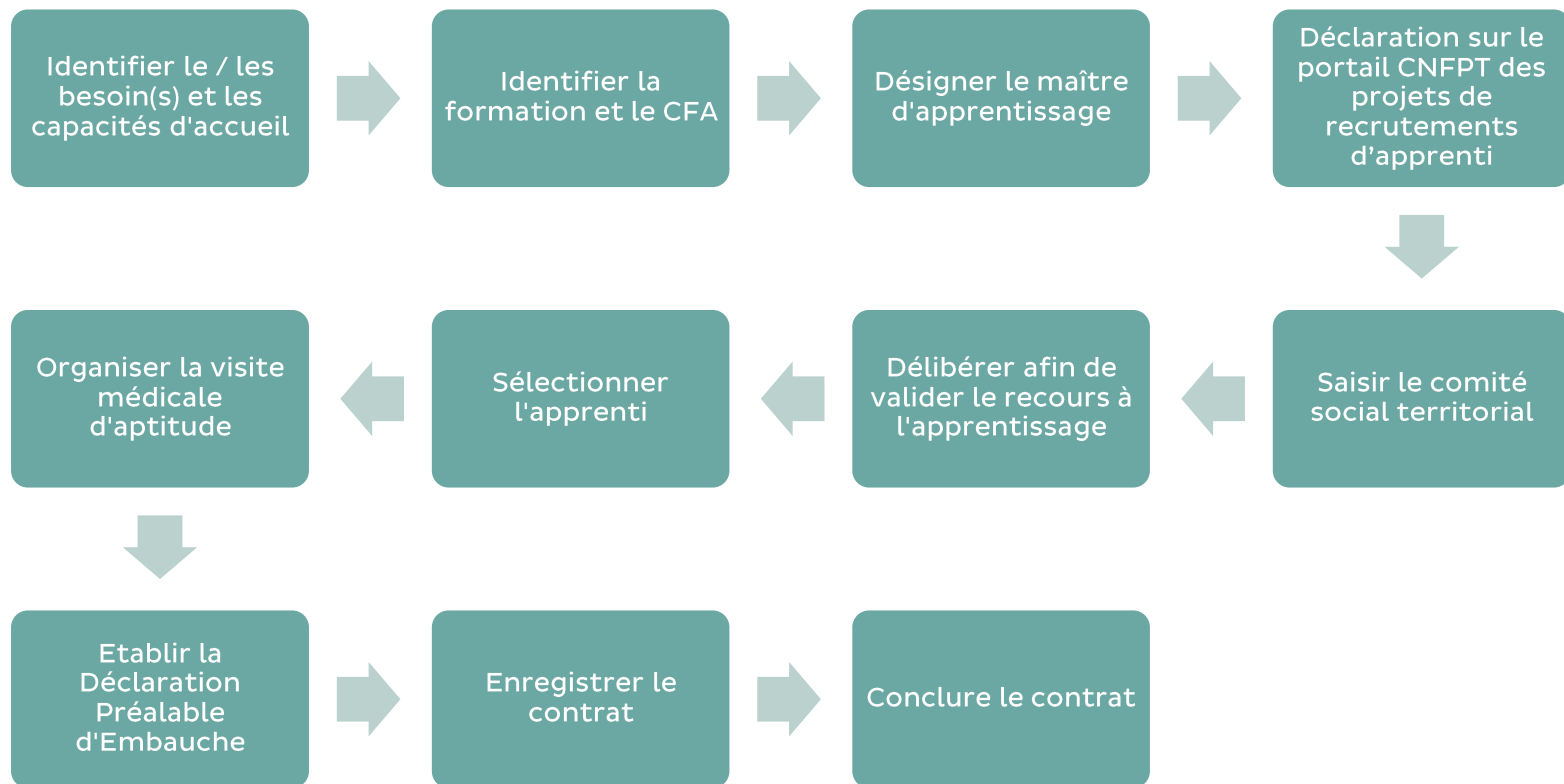 Identifier le / les
besoin(s) et les
capacités d'accueil
Identifier la
formation et le CFA
Désigner le maître
d'apprentissage
Déclaration sur le
portail CNFPT des
projets de
recrutements
d’apprenti
Saisir le comité
social territorial
Délibérer afin de
valider le recours à
l'apprentissage
Sélectionner
l'apprenti
Organiser la visite
médicale
d'aptitude
Etablir la
Déclaration
Préalable
d'Embauche
Enregistrer le
contrat
Conclure le contrat